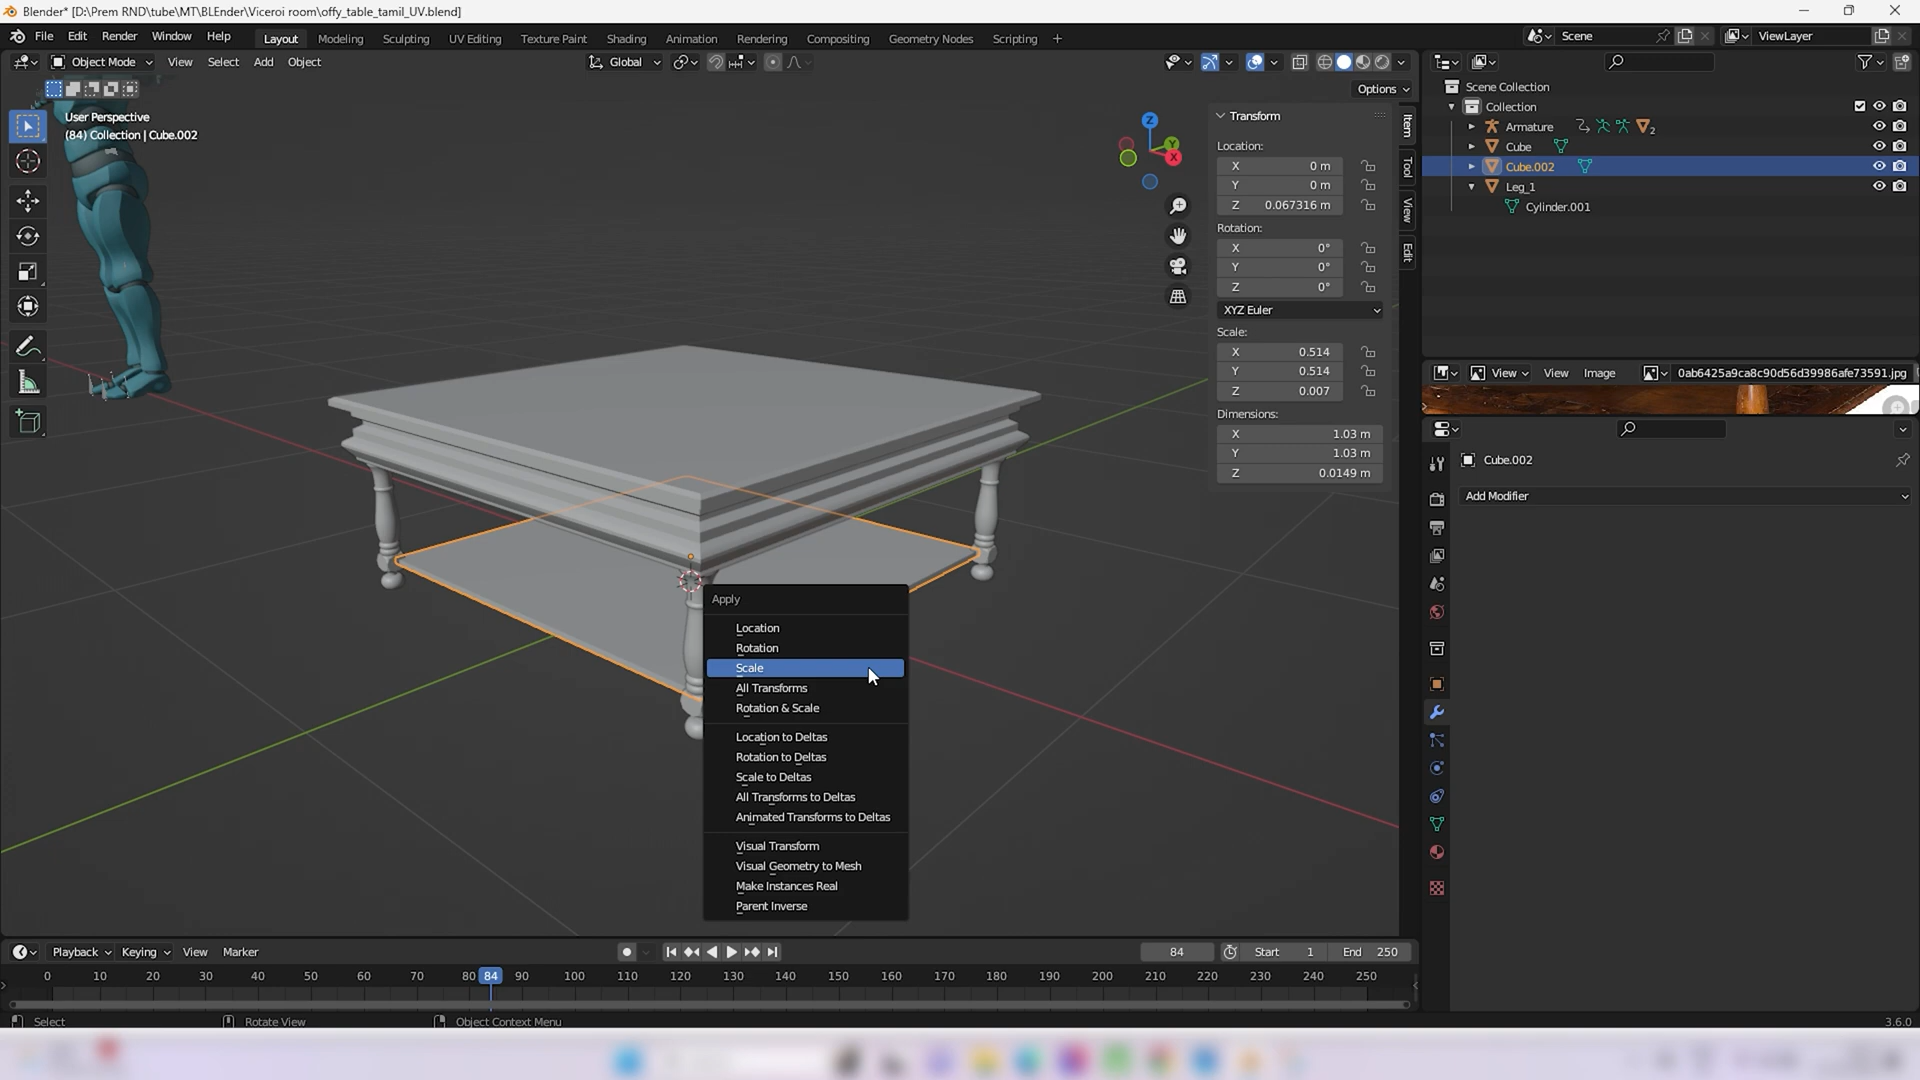 Blender* [D:\Prem RND\tube\MT\BLEnder\Viceroi room\offy_table_tamil_UV.blend]
File Edit Render Window Help Layout Modeling Sculpting UV Editing Texture Paint Shading Animation Rendering Compositing Geometry Nodes Scripting + Scene ViewLayer
Object Mode View Select Add Object Global
Options
User Perspective
(84) Collection | Cube.002
Z
Y
X
Transform
Location:
X 0 m
Y 0 m
Z 0.067316 m
Rotation:
X 0°
Y 0°
Z 0°
XYZ Euler
Scale:
X 0.514
Y 0.514
Z 0.007
Dimensions:
X 1.03 m
Y 1.03 m
Z 0.0149 m
Item
Tool
View
Edit
Scene Collection
Collection
Armature 2
Cube
Cube.002
Leg_1
Cylinder.001
View View Image 0ab6425a9ca8c90d56d39986afe73591.jpg
Cube.002
Add Modifier
Apply
Location
Rotation
Scale
All Transforms
Rotation & Scale
Location to Deltas
Rotation to Deltas
Scale to Deltas
All Transforms to Deltas
Animated Transforms to Deltas
Visual Transform
Visual Geometry to Mesh
Make Instances Real
Parent Inverse
Playback Keying View Marker 84 Start 1 End 250
0 10 20 30 40 50 60 70 80 84 90 100 110 120 130 140 150 160 170 180 190 200 210 220 230 240 250
Select Rotate View Object Context Menu 3.6.0